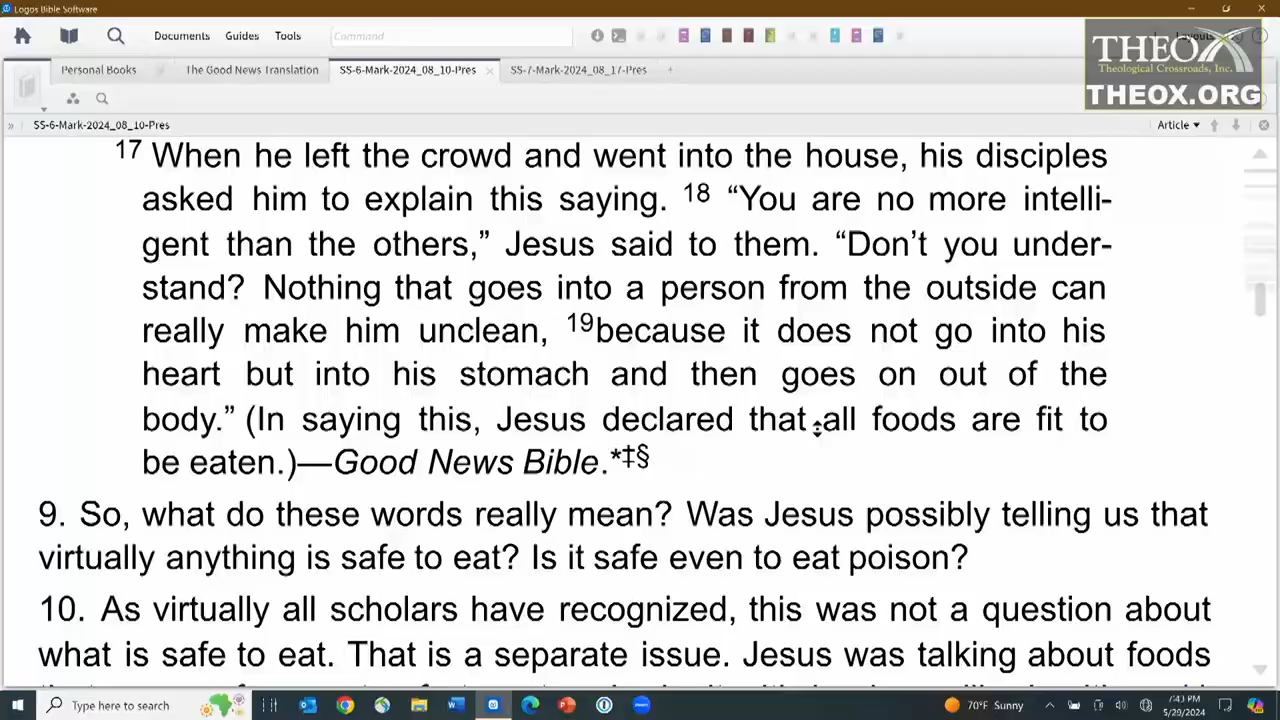 Logos Bible Software
Documents Guides Tools Command
THEOX
Theological Crossroads, Inc.
THEOX.ORG
Personal Books The Good News Translation SS-6-Mark-2024_08_10-Pres SS-7-Mark-2024_08_17-Pres
SS-6-Mark-2024_08_10-Pres Article
17 When he left the crowd and went into the house, his disciples
asked him to explain this saying. 18 “You are no more intelli-
gent than the others,” Jesus said to them. “Don’t you under-
stand? Nothing that goes into a person from the outside can
really make him unclean, 19because it does not go into his
heart but into his stomach and then goes on out of the
body.” (In saying this, Jesus declared that all foods are fit to
be eaten.)—Good News Bible.*‡§
9. So, what do these words really mean? Was Jesus possibly telling us that
virtually anything is safe to eat? Is it safe even to eat poison?
10. As virtually all scholars have recognized, this was not a question about
what is safe to eat. That is a separate issue. Jesus was talking about foods
Type here to search
70°F Sunny
7:43 PM
5/29/2024